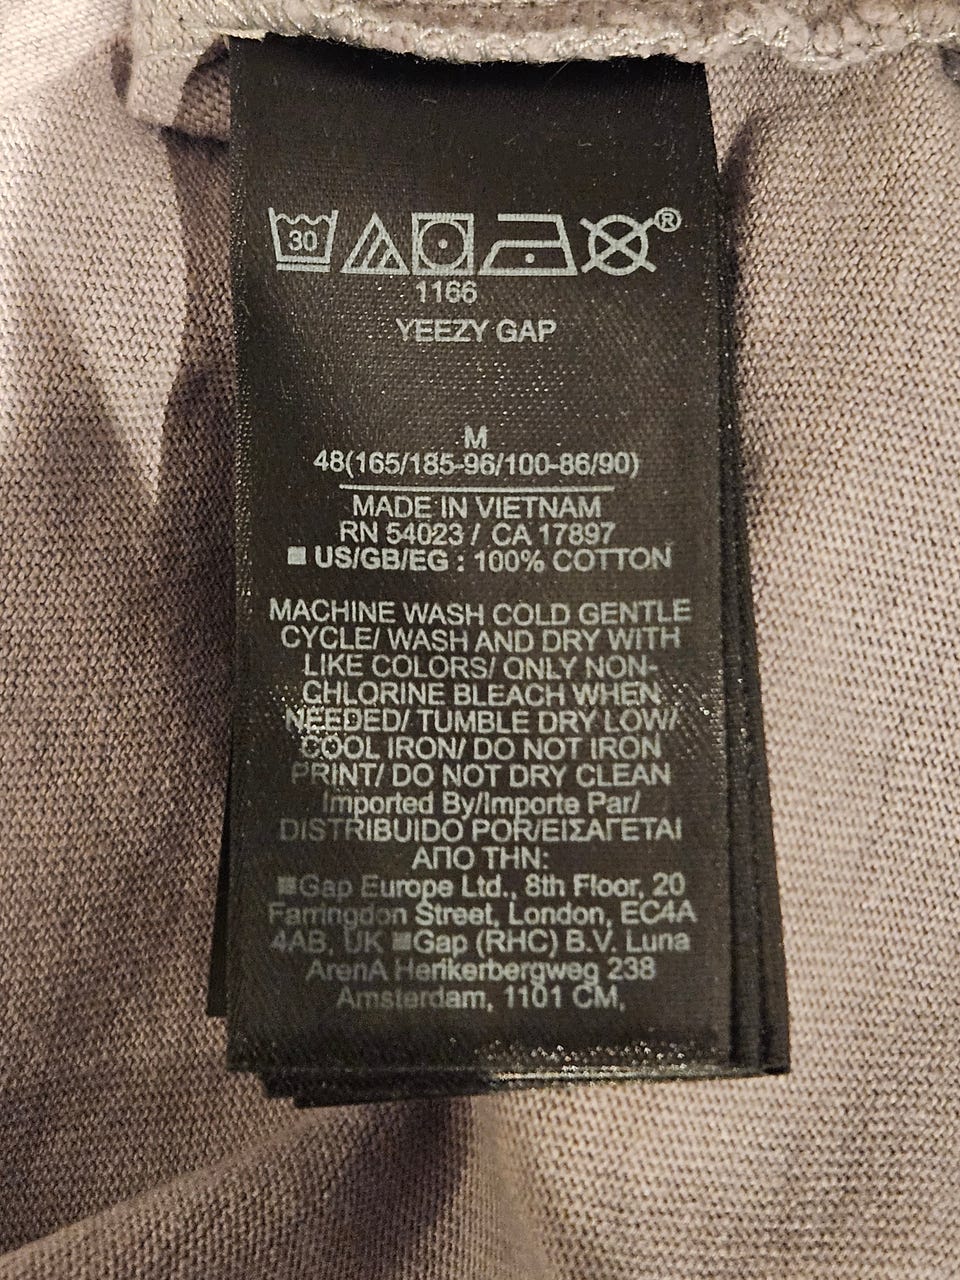 30 ®
1166
YEEZY GAP
M
48(165/185-96/100-86/90)
MADE IN VIETNAM
RN 54023 / CA 17897
■ US/GB/EG : 100% COTTON
MACHINE WASH COLD GENTLE
CYCLE/ WASH AND DRY WITH
LIKE COLORS/ ONLY NON-
CHLORINE BLEACH WHEN
NEEDED/ TUMBLE DRY LOW/
COOL IRON/ DO NOT IRON
PRINT/ DO NOT DRY CLEAN
Imported By/Importe Par/
DISTRIBUIDO POR/ΕΙΣΑΓΕΤΑΙ
ΑΠΟ ΤΗΝ:
■Gap Europe Ltd., 8th Floor, 20
Farringdon Street, London, EC4A
4AB, UK ■Gap (RHC) B.V. Luna
ArenA Herikerbergweg 238
Amsterdam, 1101 CM,